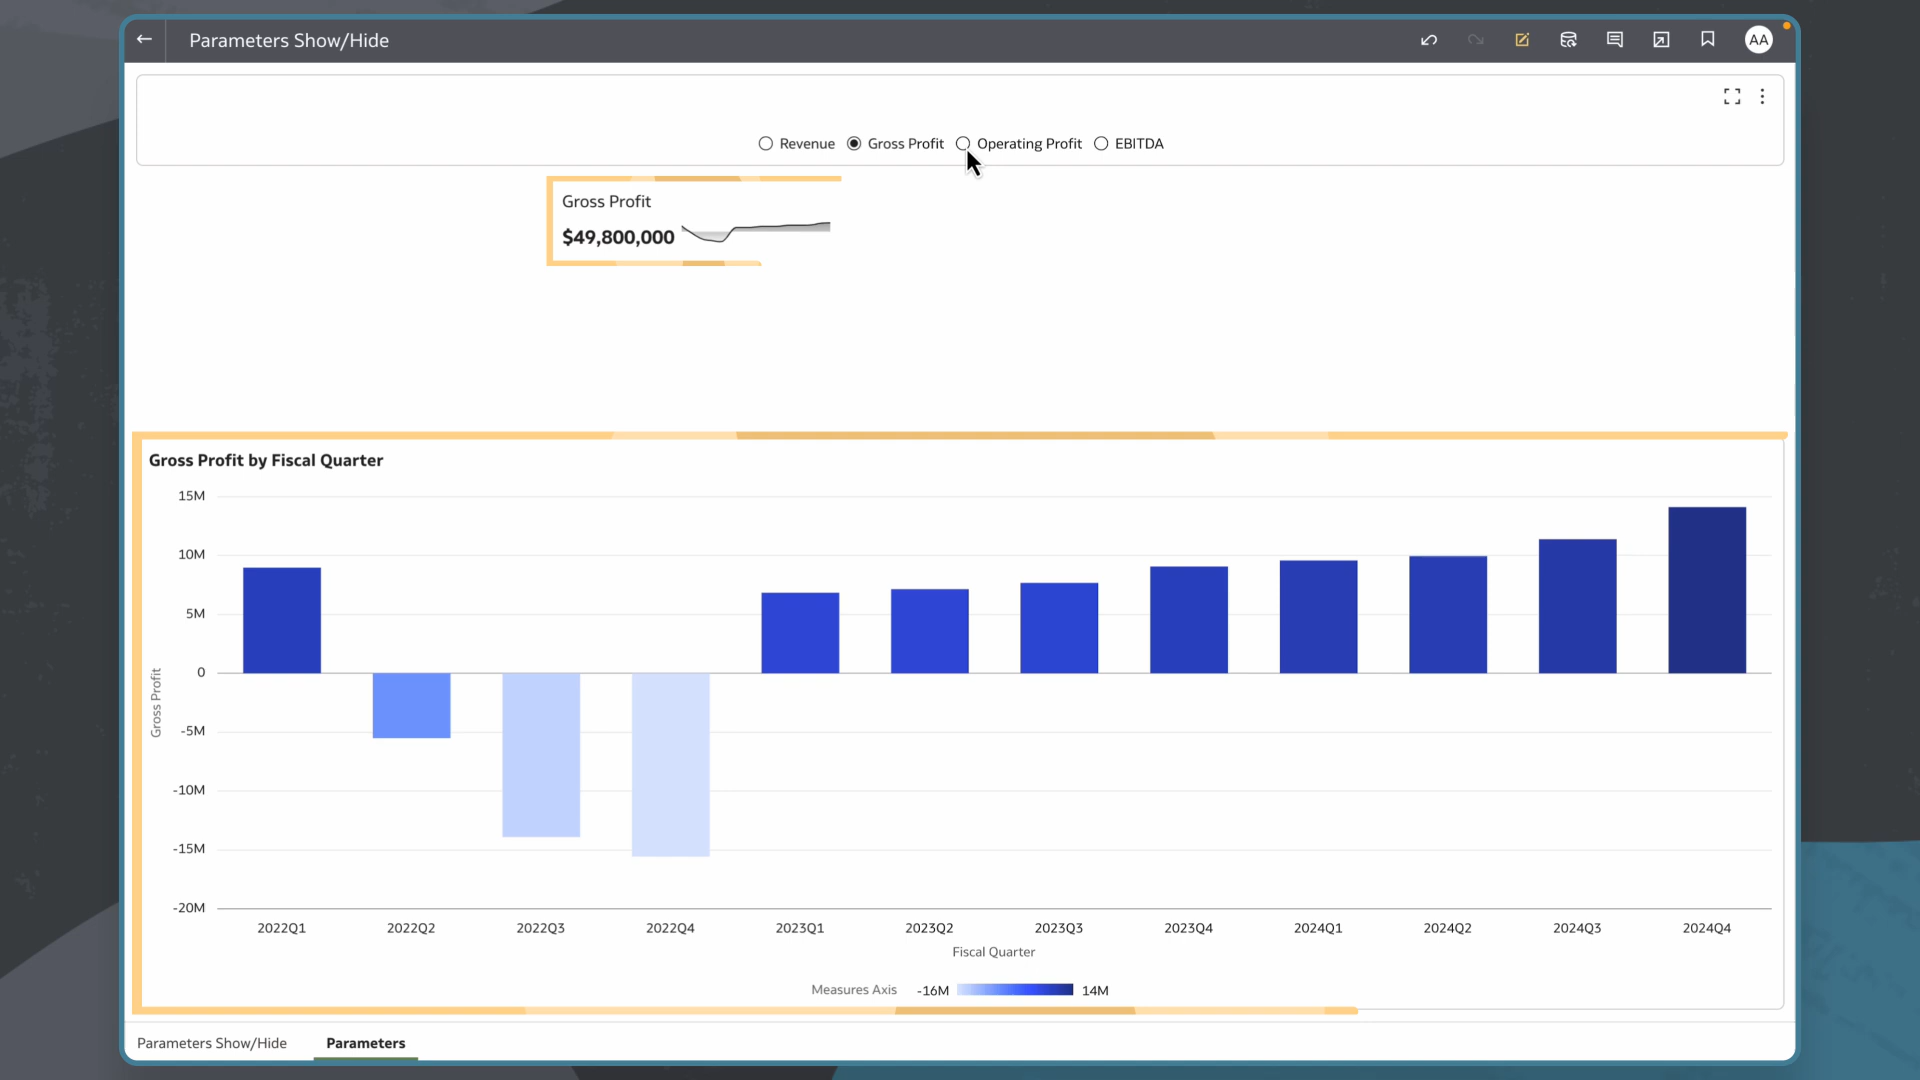 Parameters Show/Hide
AA
Revenue Gross Profit Operating Profit EBITDA
Gross Profit
$49,800,000
Gross Profit by Fiscal Quarter
15M
10M
5M
0
-5M
-10M
-15M
-20M
Gross Profit
2022Q1 2022Q2 2022Q3 2022Q4 2023Q1 2023Q2 2023Q3 2023Q4 2024Q1 2024Q2 2024Q3 2024Q4
Fiscal Quarter
Measures Axis -16M 14M
Parameters Show/Hide Parameters